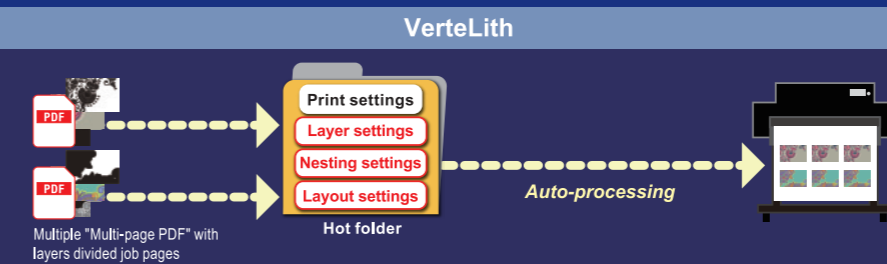 VerteLith
PDF
PDF
Multiple "Multi-page PDF" with
layers divided job pages
Print settings
Layer settings
Nesting settings
Layout settings
Hot folder
Auto-processing